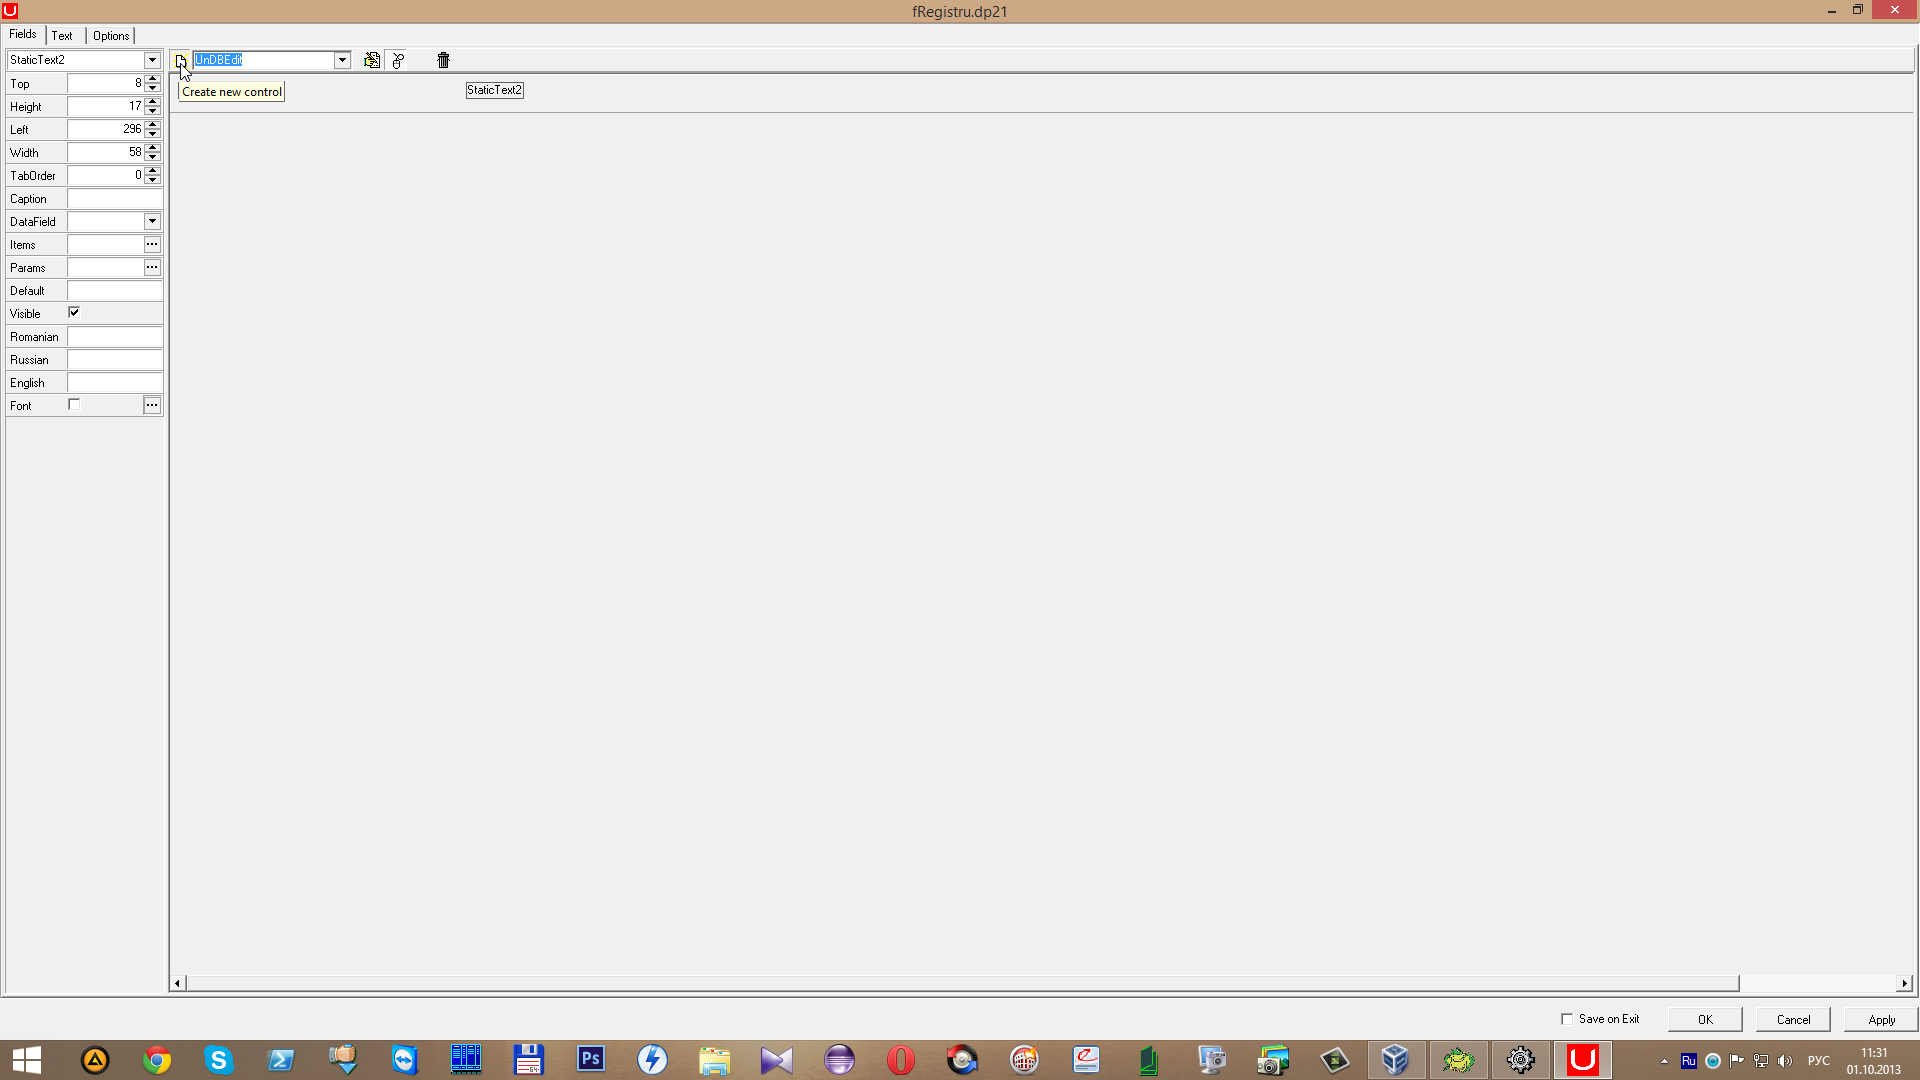 fRegistru.dp21
Fields Text Options
StaticText2 UnDBEdit
Create new control
StaticText2
Top 8
Height 17
Left 296
Width 58
TabOrder 0
Caption
DataField
Items
Params
Default
Visible
Romanian
Russian
English
Font
Save on Exit OK Cancel Apply
Ps
64
Ru РУС 11:31
01.10.2013